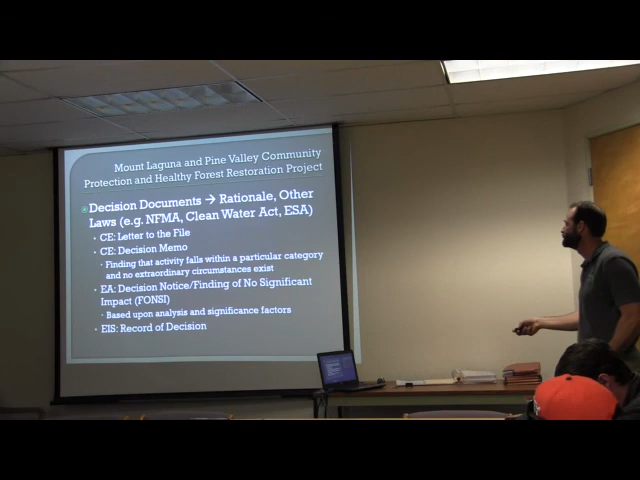 Mount Laguna and Pine Valley Community
Protection and Healthy Forest Restoration Project
Decision Documents → Rationale, Other
Laws (e.g. NFMA, Clean Water Act, ESA)
• CE: Letter to the File
• CE: Decision Memo
• Finding that activity falls within a particular category
and no extraordinary circumstances exist
• EA: Decision Notice/Finding of No Significant
Impact (FONSI)
• Based upon analysis and significance factors
• EIS: Record of Decision